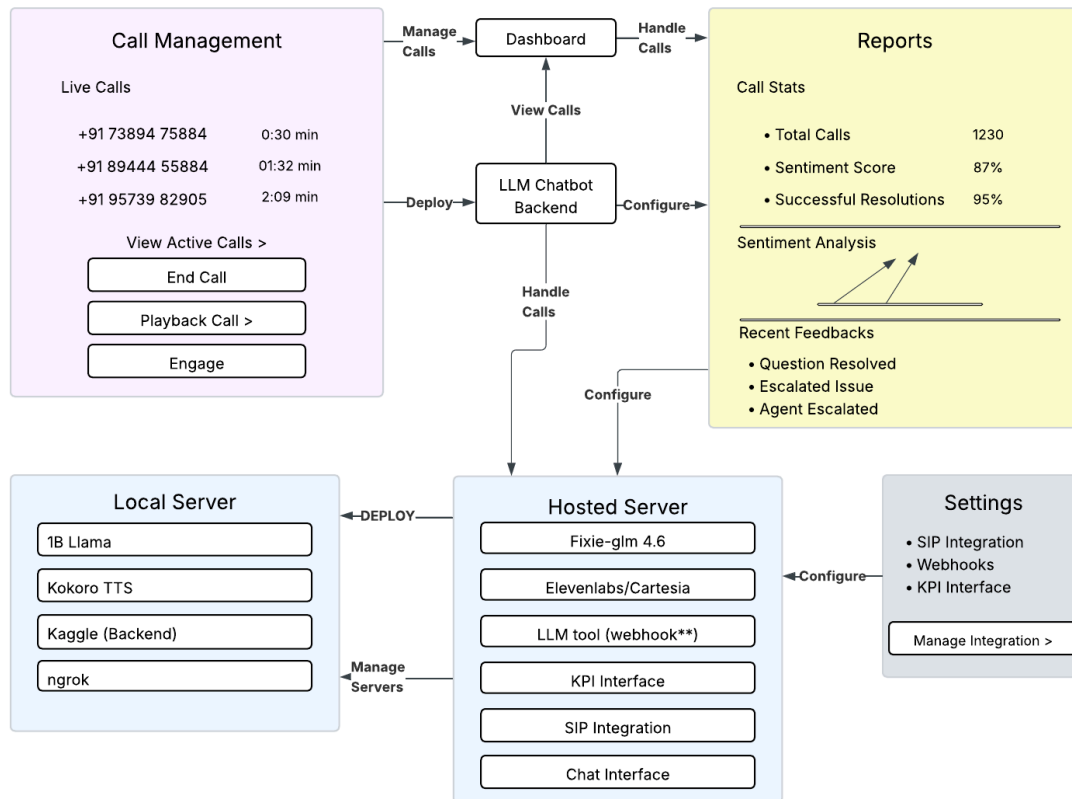 Call Management
Live Calls
+91 73894 75884 0:30 min
+91 89444 55884 01:32 min
+91 95739 82905 2:09 min
View Active Calls >
End Call
Playback Call >
Engage
Manage
Calls
Dashboard
Handle
Calls
View Calls
Deploy
LLM Chatbot
Backend
Configure
Handle
Calls
Reports
Call Stats
• Total Calls 1230
• Sentiment Score 87%
• Successful Resolutions 95%
Sentiment Analysis
Recent Feedbacks
• Question Resolved
• Escalated Issue
• Agent Escalated
Configure
Local Server
1B Llama
Kokoro TTS
Kaggle (Backend)
ngrok
DEPLOY
Manage
Servers
Hosted Server
Fixie-glm 4.6
Elevenlabs/Cartesia
LLM tool (webhook**)
KPI Interface
SIP Integration
Chat Interface
Configure
Settings
• SIP Integration
• Webhooks
• KPI Interface
Manage Integration >